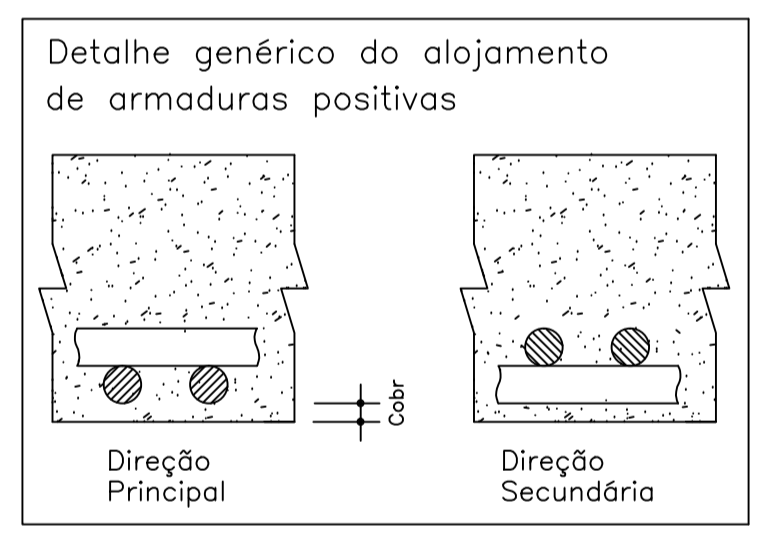 Detalhe genérico do alojamento
de armaduras positivas
Cobr
Direção
Principal
Direção
Secundária